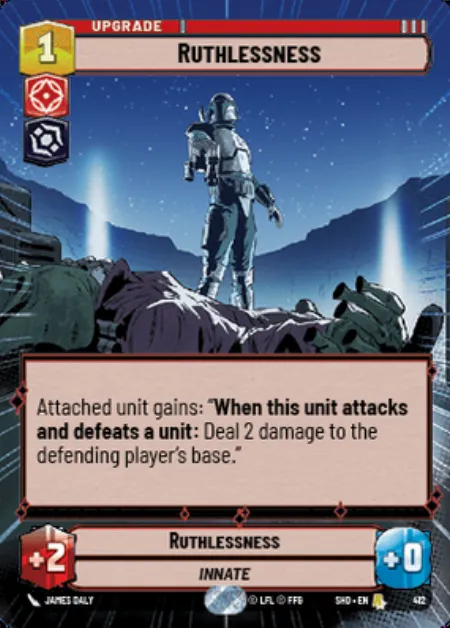 UPGRADE
1
RUTHLESSNESS
Attached unit gains: “When this unit attacks
and defeats a unit: Deal 2 damage to the
defending player’s base.”
+2
RUTHLESSNESS
+0
INNATE
JAMES DALY
© LFL © FFG
SHD • EN
412